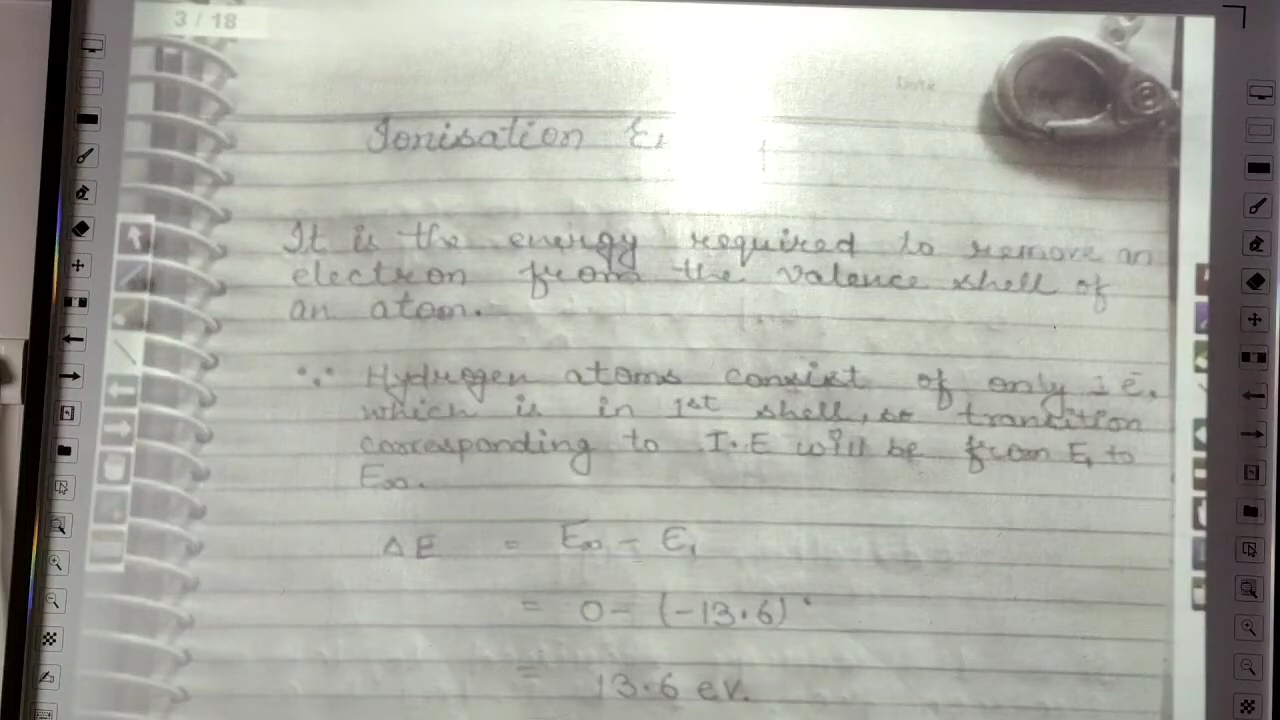 3 / 18
Date
Ionisation
It is the energy required to remove an
electron from the valence shell of
an atom.
∵ Hydrogen atoms consist of only 1 e⁻.
which is in 1st shell, so transition
corresponding to I.E will be from E₁ to
E∞.
ΔE = E∞ - E₁
= 0 - (-13.6)
= 13.6 ev.